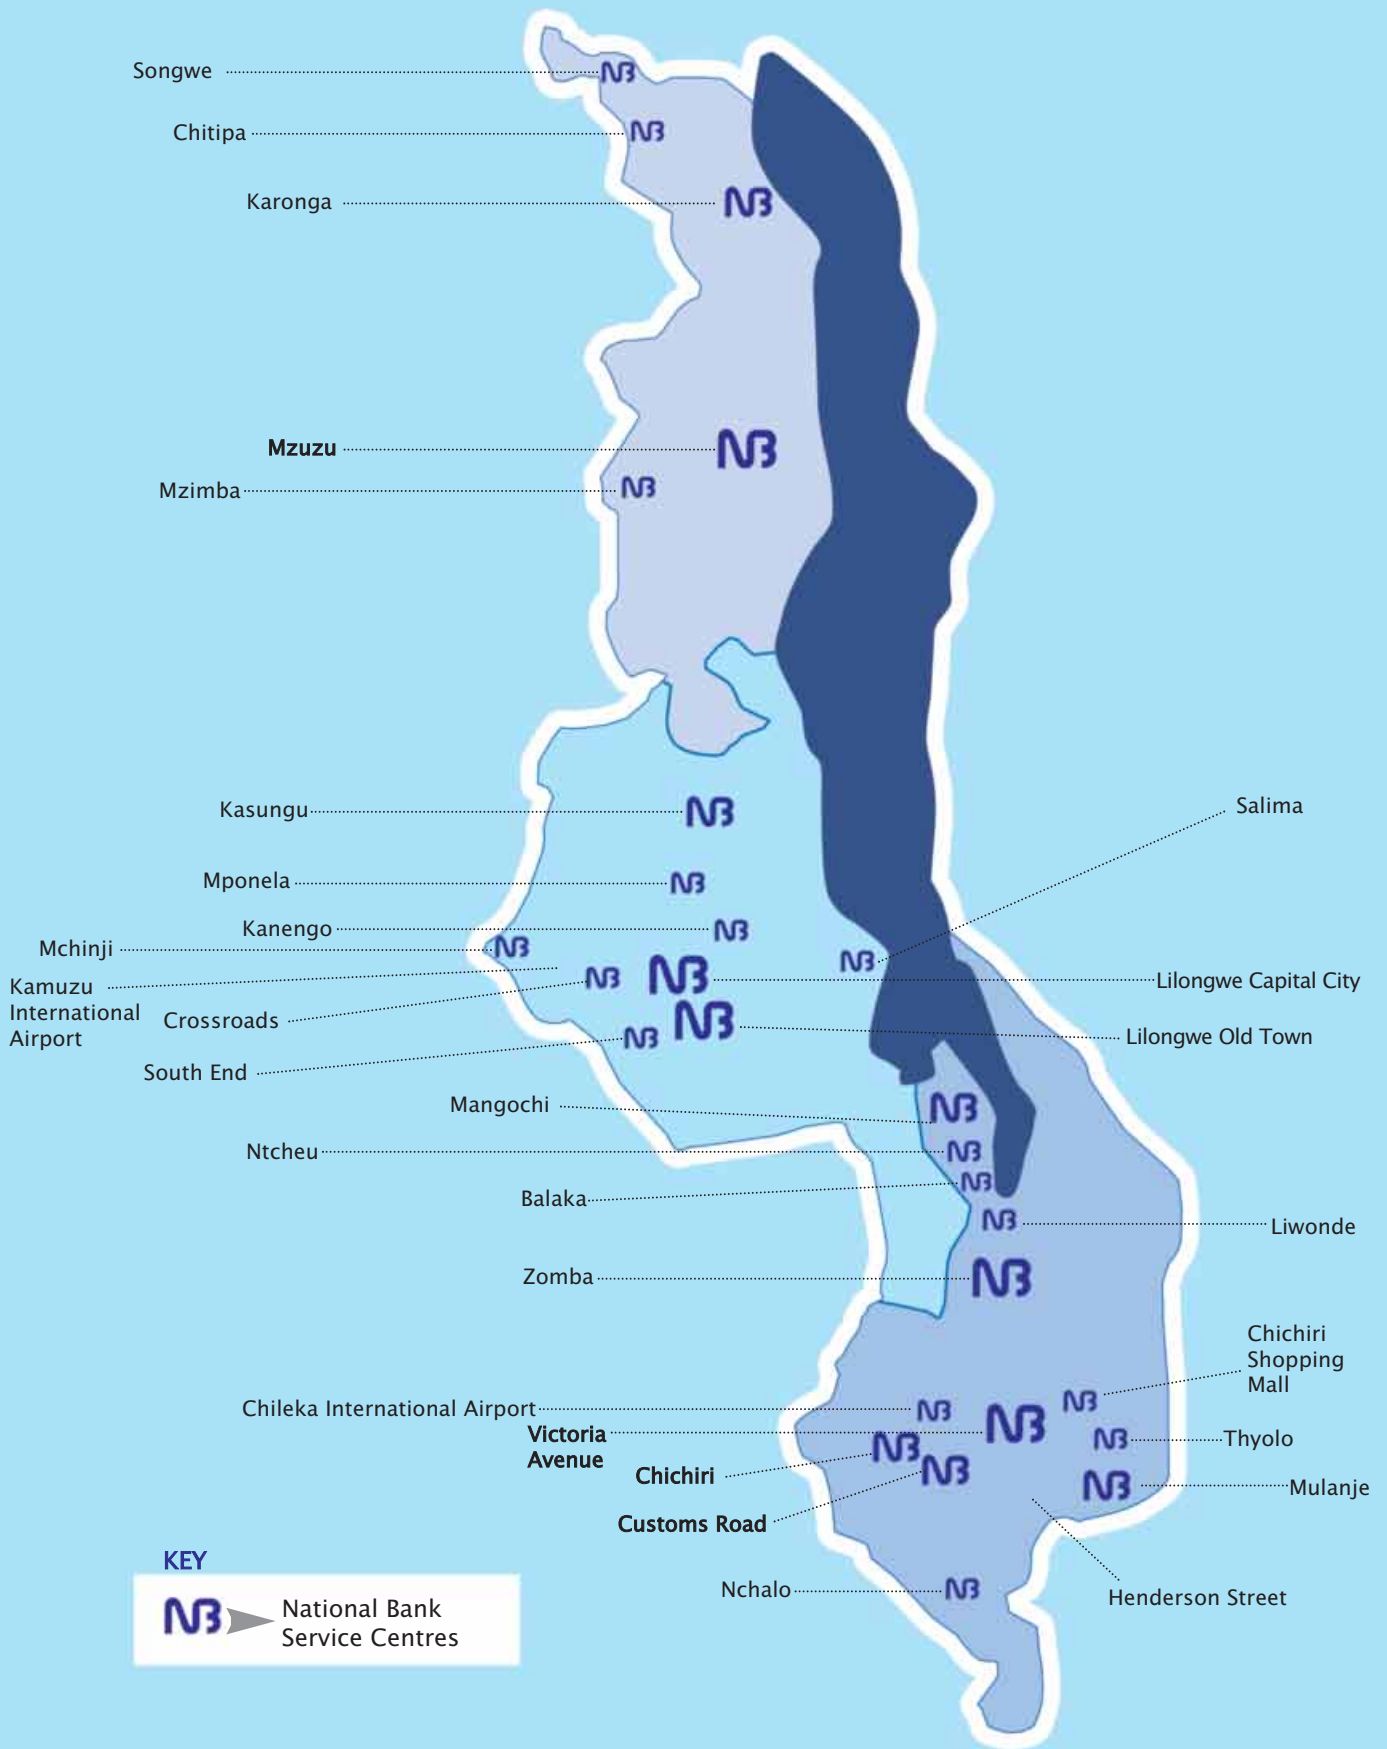 Songwe
Chitipa
Karonga
Mzuzu
Mzimba
Kasungu
Salima
Mponela
Kanengo
Mchinji
Kamuzu
International
Airport
Crossroads
Lilongwe Capital City
Lilongwe Old Town
South End
Mangochi
Ntcheu
Balaka
Liwonde
Zomba
Chichiri
Shopping
Mall
Chileka International Airport
Victoria
Avenue
Thyolo
Chichiri
Mulanje
Customs Road
Nchalo
Henderson Street
KEY
NB
National Bank
Service Centres